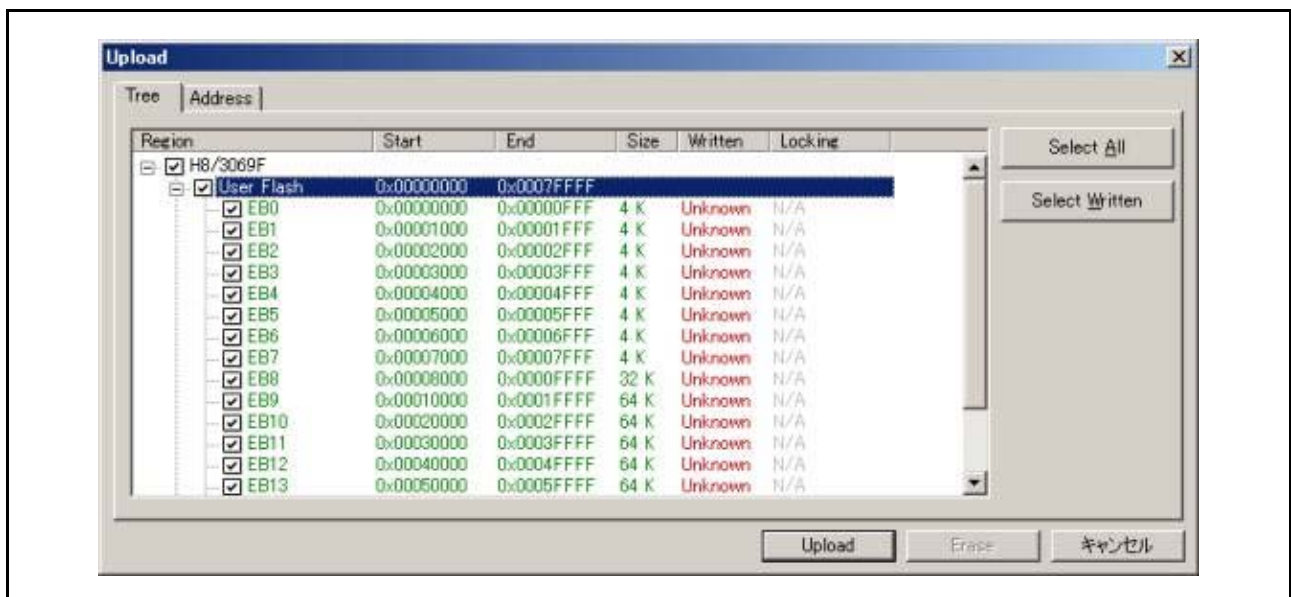 Upload
Tree Address
Region Start End Size Written Locking
H8/3069F
User Flash 0x00000000 0x0007FFFF
EB0 0x00000000 0x00000FFF 4 K Unknown N/A
EB1 0x00001000 0x00001FFF 4 K Unknown N/A
EB2 0x00002000 0x00002FFF 4 K Unknown N/A
EB3 0x00003000 0x00003FFF 4 K Unknown N/A
EB4 0x00004000 0x00004FFF 4 K Unknown N/A
EB5 0x00005000 0x00005FFF 4 K Unknown N/A
EB6 0x00006000 0x00006FFF 4 K Unknown N/A
EB7 0x00007000 0x00007FFF 4 K Unknown N/A
EB8 0x00008000 0x0000FFFF 32 K Unknown N/A
EB9 0x00010000 0x0001FFFF 64 K Unknown N/A
EB10 0x00020000 0x0002FFFF 64 K Unknown N/A
EB11 0x00030000 0x0003FFFF 64 K Unknown N/A
EB12 0x00040000 0x0004FFFF 64 K Unknown N/A
EB13 0x00050000 0x0005FFFF 64 K Unknown N/A
Select All
Select Written
Upload Erase キャンセル